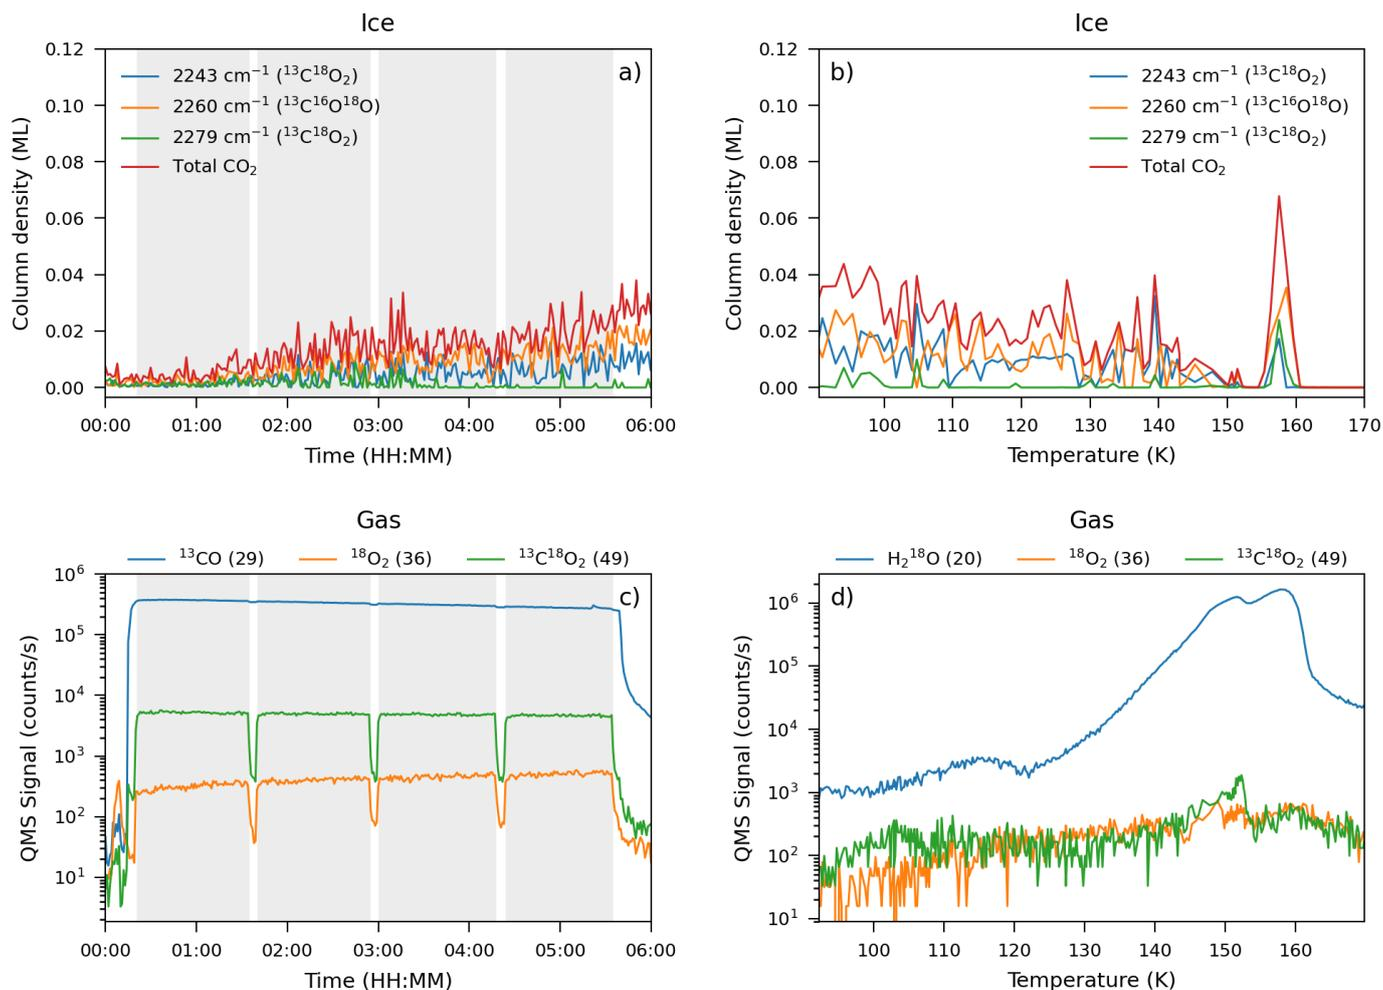 Ice
a)
2243 cm⁻¹ (¹³C¹⁸O₂)
2260 cm⁻¹ (¹³C¹⁶O¹⁸O)
2279 cm⁻¹ (¹³C¹⁸O₂)
Total CO₂
0.12
0.10
0.08
0.06
0.04
0.02
0.00
Column density (ML)
00:00 01:00 02:00 03:00 04:00 05:00 06:00
Time (HH:MM)
Ice
b)
2243 cm⁻¹ (¹³C¹⁸O₂)
2260 cm⁻¹ (¹³C¹⁶O¹⁸O)
2279 cm⁻¹ (¹³C¹⁸O₂)
Total CO₂
0.12
0.10
0.08
0.06
0.04
0.02
0.00
Column density (ML)
100 110 120 130 140 150 160 170
Temperature (K)
Gas
¹³CO (29) ¹⁸O₂ (36) ¹³C¹⁸O₂ (49)
c)
10⁶
10⁵
10⁴
10³
10²
10¹
QMS Signal (counts/s)
00:00 01:00 02:00 03:00 04:00 05:00 06:00
Time (HH:MM)
Gas
H₂¹⁸O (20) ¹⁸O₂ (36) ¹³C¹⁸O₂ (49)
d)
10⁶
10⁵
10⁴
10³
10²
10¹
QMS Signal (counts/s)
100 110 120 130 140 150 160
Temperature (K)